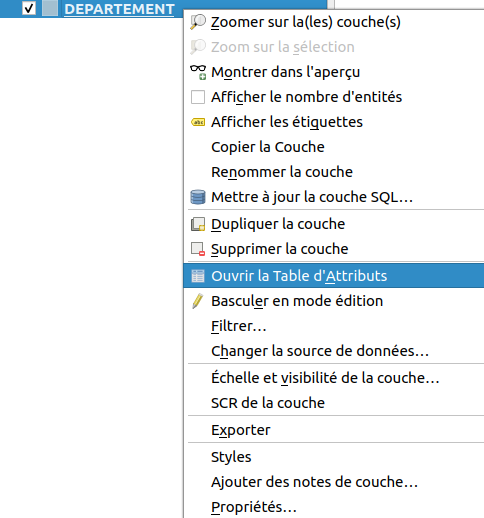 DEPARTEMENT
Zoomer sur la(les) couche(s)
Zoom sur la sélection
Montrer dans l'aperçu
Afficher le nombre d'entités
abc Afficher les étiquettes
Copier la Couche
Renommer la couche
Mettre à jour la couche SQL…
Dupliquer la couche
Supprimer la couche
Ouvrir la Table d'Attributs
Basculer en mode édition
Filtrer…
Changer la source de données…
Échelle et visibilité de la couche…
SCR de la couche
Exporter
Styles
Ajouter des notes de couche…
Propriétés…